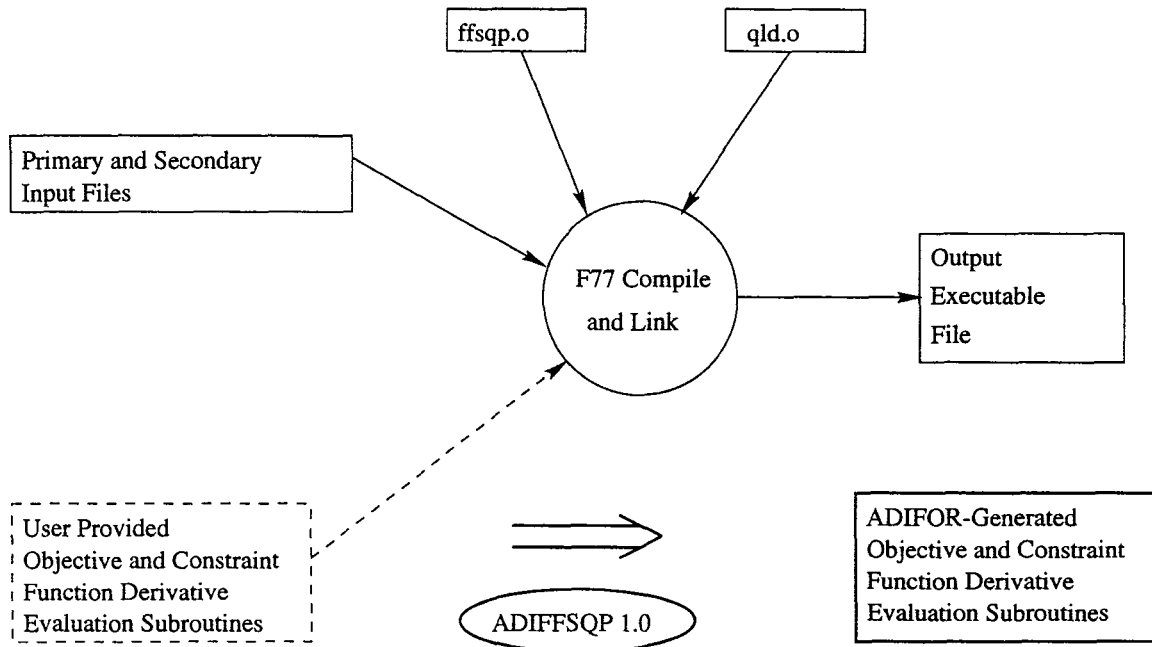 ffsqp.o
qld.o
Primary and Secondary
Input Files
F77 Compile
and Link
Output
Executable
File
User Provided
Objective and Constraint
Function Derivative
Evaluation Subroutines
ADIFFSQP 1.0
ADIFOR-Generated
Objective and Constraint
Function Derivative
Evaluation Subroutines